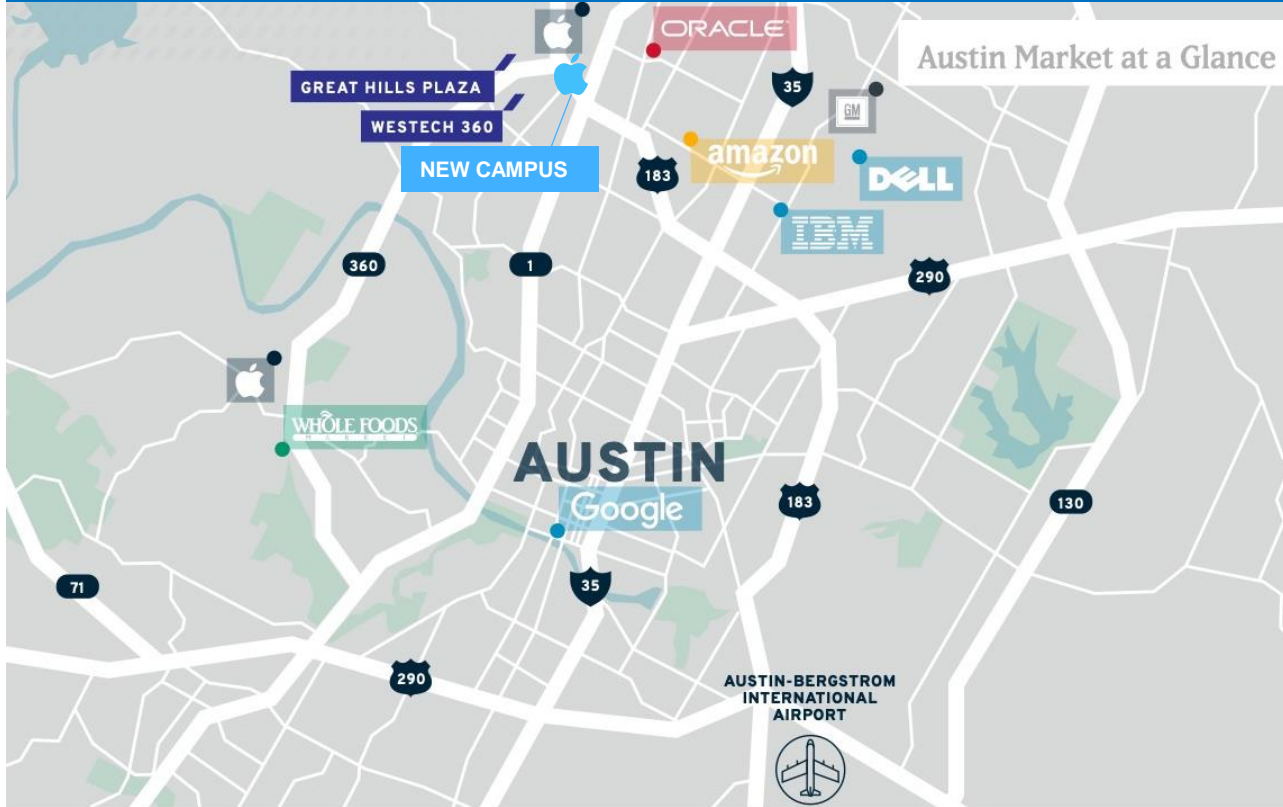 ORACLE
Austin Market at a Glance
GREAT HILLS PLAZA
35
GM
WESTECH 360
amazon
NEW CAMPUS
183
DELL
IBM
360
1
290
WHOLE FOODS
MARKET
AUSTIN
Google
183
130
71
35
290
AUSTIN-BERGSTROM
INTERNATIONAL
AIRPORT